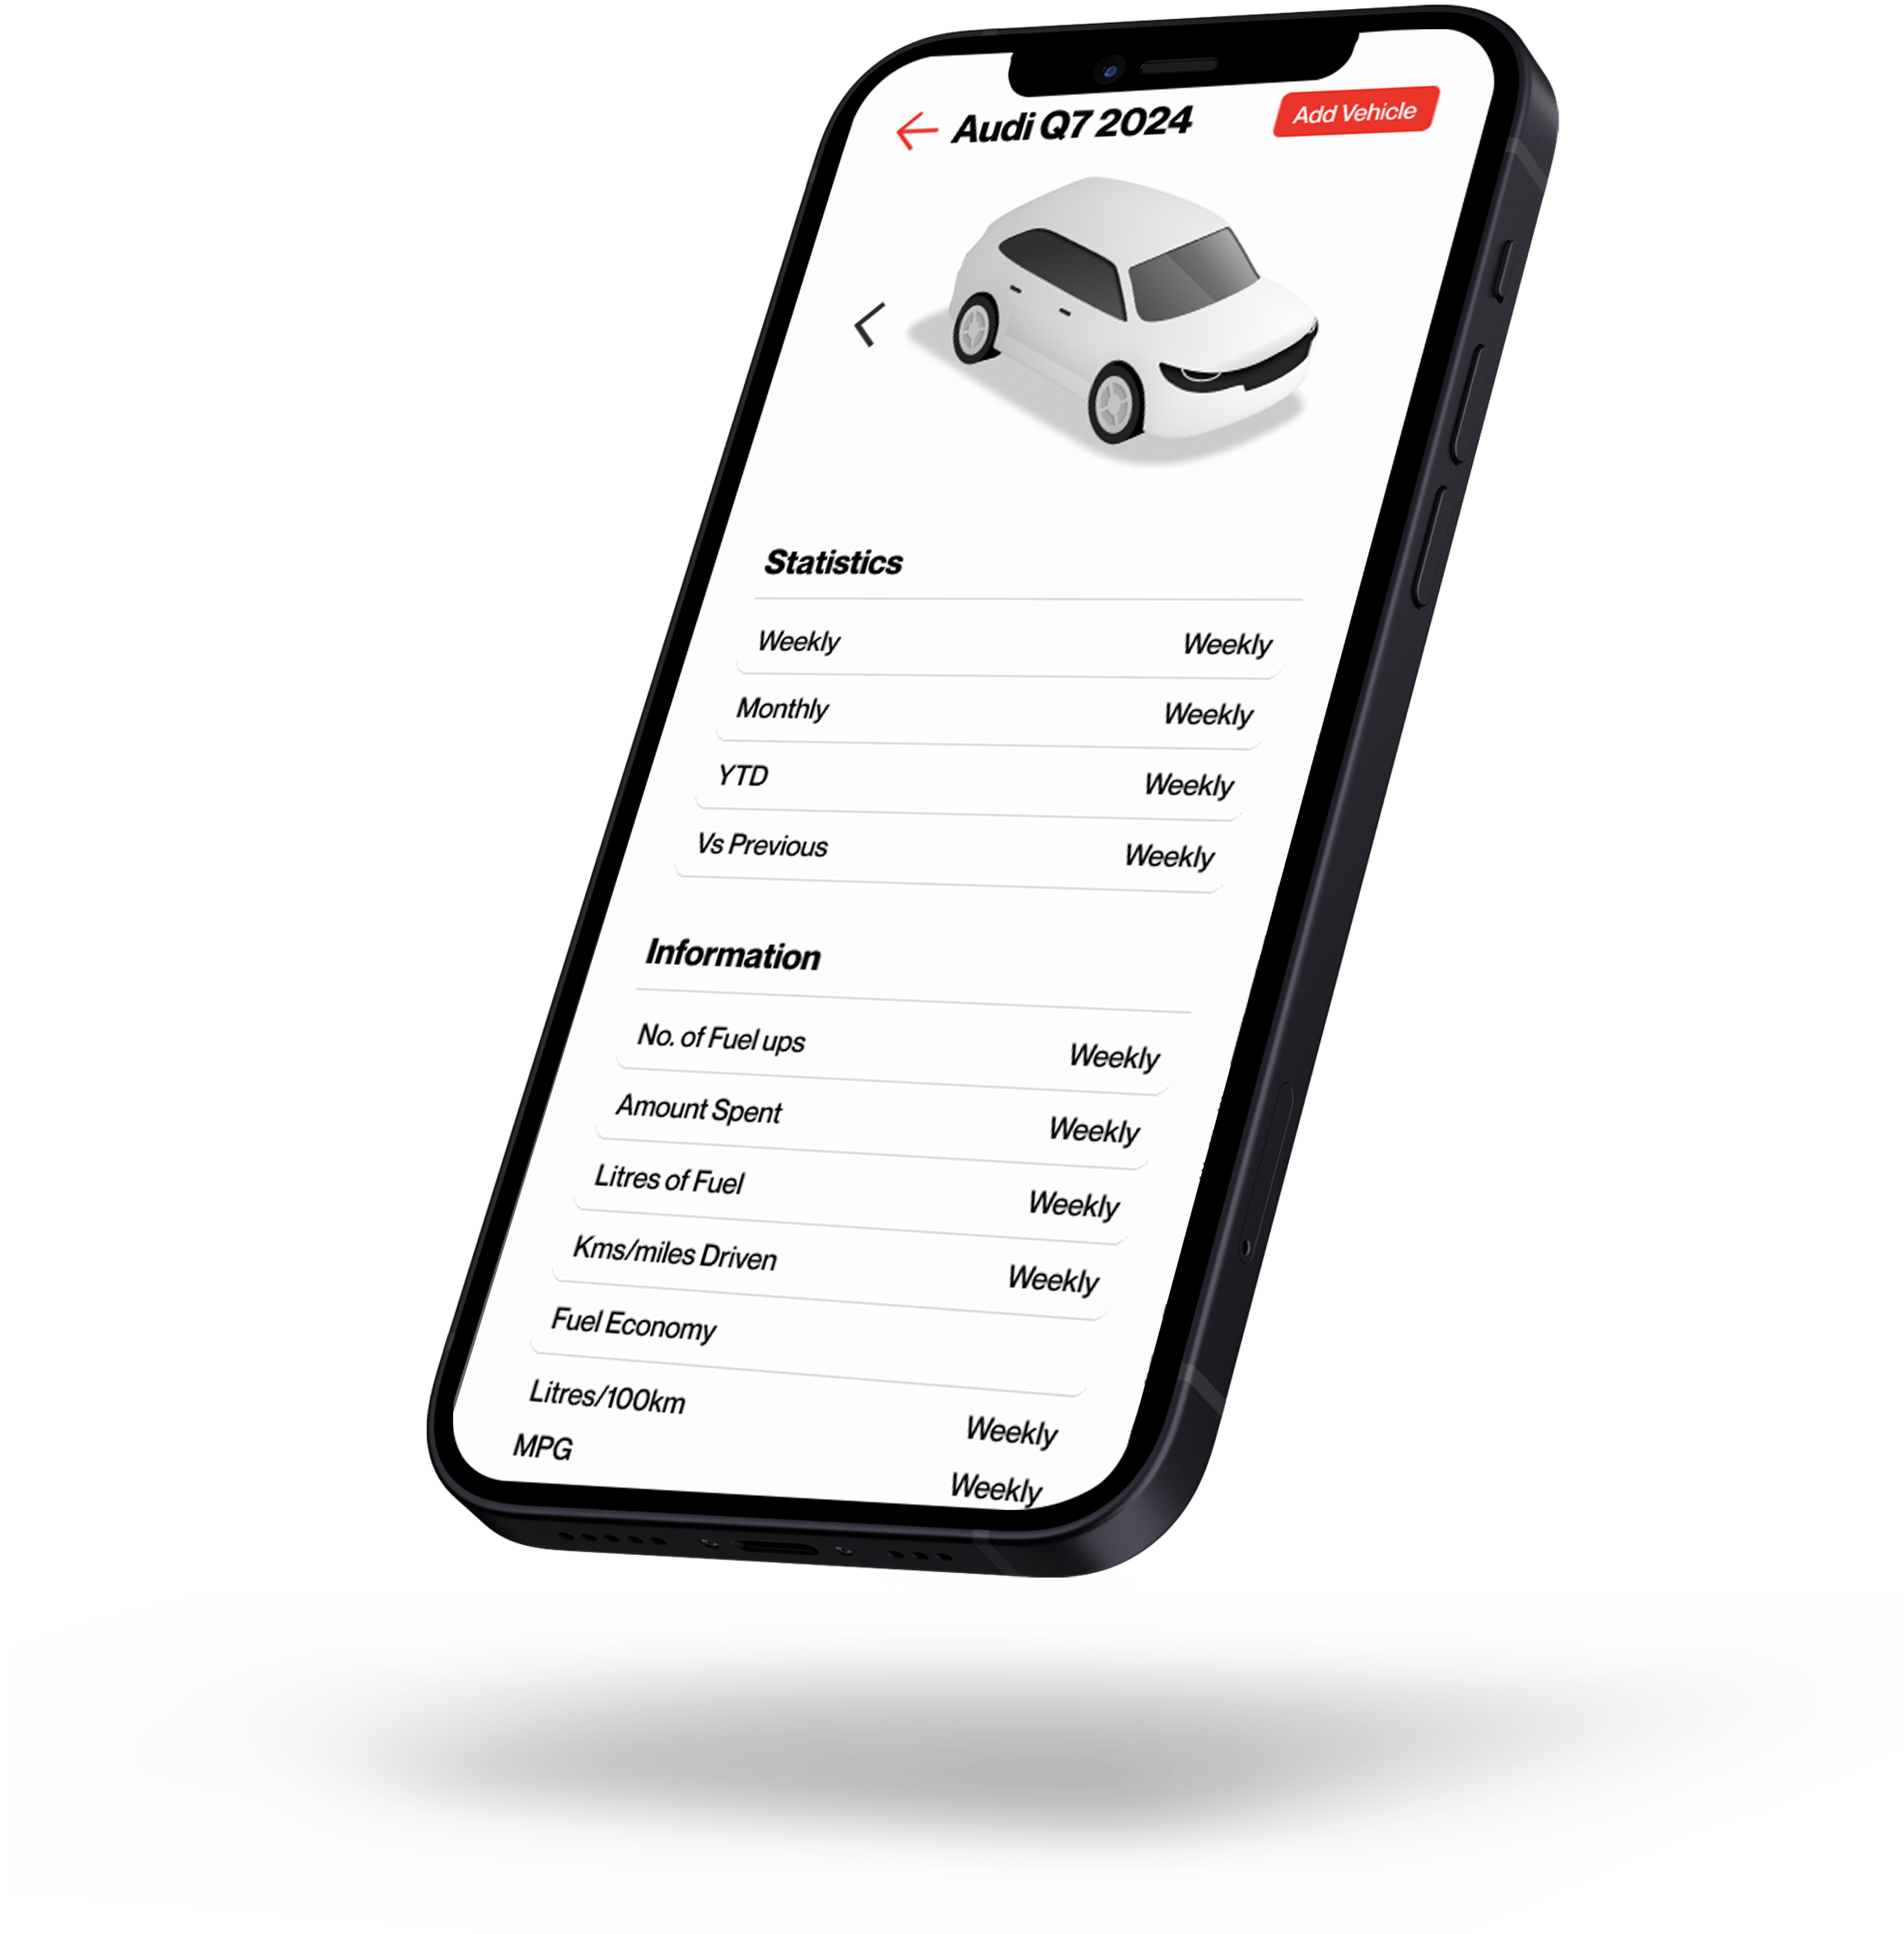 Audi Q7 2024
Add Vehicle
Statistics
Weekly Weekly
Monthly Weekly
YTD Weekly
Vs Previous Weekly
Information
No. of Fuel ups Weekly
Amount Spent Weekly
Litres of Fuel Weekly
Kms/miles Driven Weekly
Fuel Economy
Litres/100km Weekly
MPG Weekly